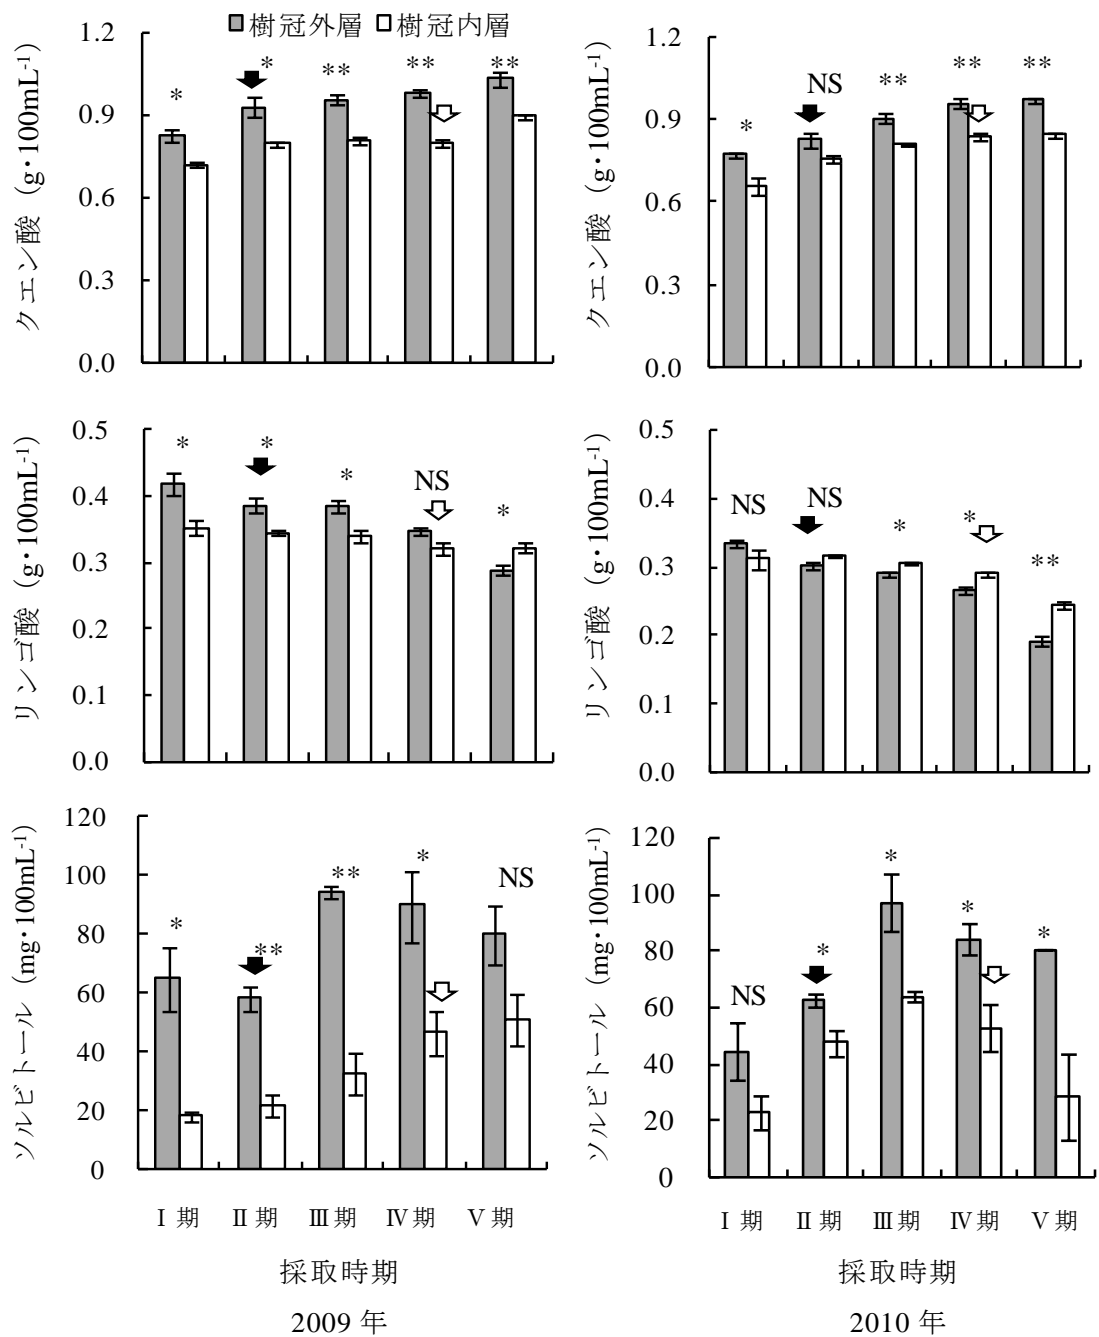 樹冠外層 樹冠内層
クエン酸 (g・100mL-1)
1.2
0.9
0.6
0.3
0.0
* * ** ** **
クエン酸 (g・100mL-1)
1.2
0.9
0.6
0.3
0.0
* NS ** ** **
リンゴ酸 (g・100mL-1)
0.5
0.4
0.3
0.2
0.1
0.0
* * * NS *
リンゴ酸 (g・100mL-1)
0.5
0.4
0.3
0.2
0.1
0.0
NS NS * * **
ソルビトール (mg・100mL-1)
120
100
80
60
40
20
0
* ** ** * NS
Ⅰ期 Ⅱ期 Ⅲ期 Ⅳ期 Ⅴ期
採取時期
2009 年
ソルビトール (mg・100mL-1)
120
100
80
60
40
20
0
NS * * * *
Ⅰ期 Ⅱ期 Ⅲ期 Ⅳ期 Ⅴ期
採取時期
2010 年